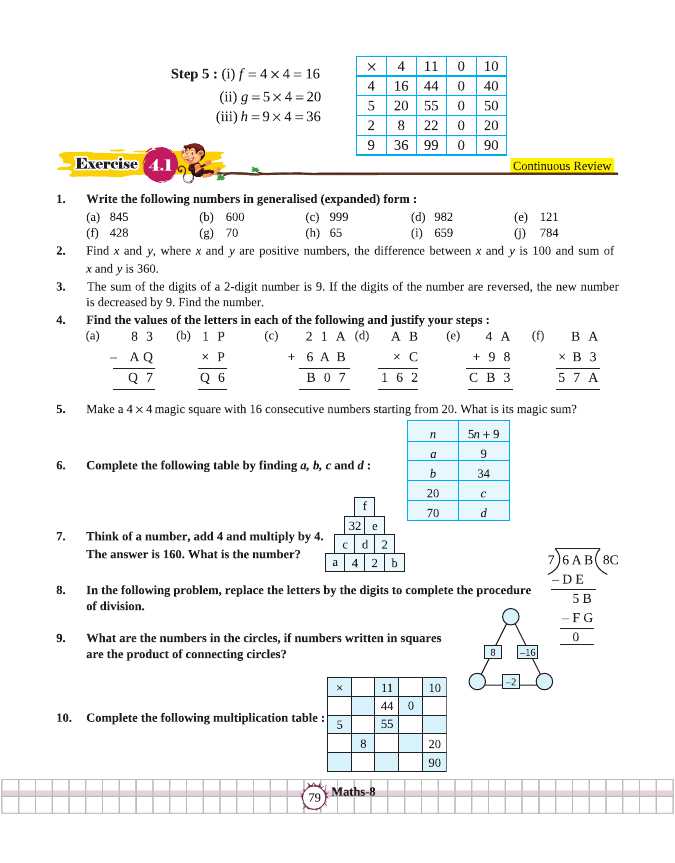 Step 5 : (i) f = 4 × 4 = 16
(ii) g = 5 × 4 = 20
(iii) h = 9 × 4 = 36
× 4 11 0 10
4 16 44 0 40
5 20 55 0 50
2 8 22 0 20
9 36 99 0 90
Exercise 4.1
Continuous Review
1. Write the following numbers in generalised (expanded) form :
(a) 845 (b) 600 (c) 999 (d) 982 (e) 121
(f) 428 (g) 70 (h) 65 (i) 659 (j) 784
2. Find x and y, where x and y are positive numbers, the difference between x and y is 100 and sum of
x and y is 360.
3. The sum of the digits of a 2-digit number is 9. If the digits of the number are reversed, the new number
is decreased by 9. Find the number.
4. Find the values of the letters in each of the following and justify your steps :
(a) 8 3 (b) 1 P (c) 2 1 A (d) A B (e) 4 A (f) B A
– A Q × P + 6 A B × C + 9 8 × B 3
Q 7 Q 6 B 0 7 1 6 2 C B 3 5 7 A
5. Make a 4 × 4 magic square with 16 consecutive numbers starting from 20. What is its magic sum?
6. Complete the following table by finding a, b, c and d :
n 5n + 9
a 9
b 34
20 c
70 d
7. Think of a number, add 4 and multiply by 4.
The answer is 160. What is the number?
f
32 e
c d 2
a 4 2 b
8. In the following problem, replace the letters by the digits to complete the procedure
of division.
7)6 A B(8C
– D E
5 B
– F G
0
9. What are the numbers in the circles, if numbers written in squares
are the product of connecting circles?
8 –16
–2
10. Complete the following multiplication table :
× 11 10
44 0
5 55
8 20
90
79 Maths-8